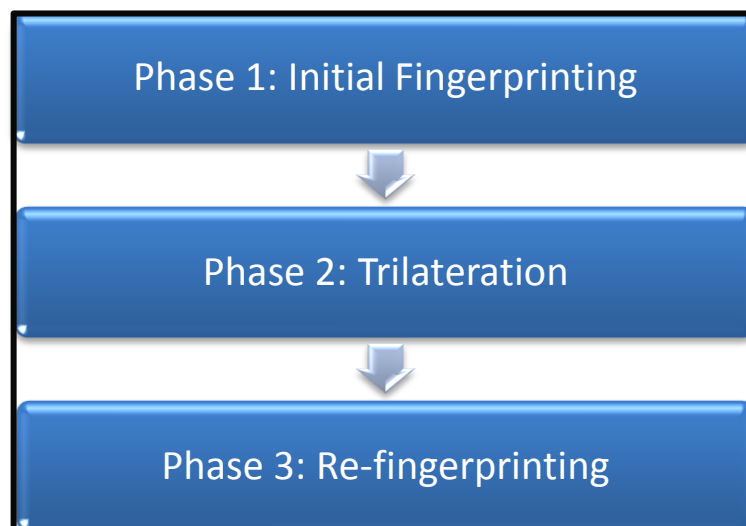 Phase 1: Initial Fingerprinting
Phase 2: Trilateration
Phase 3: Re-fingerprinting